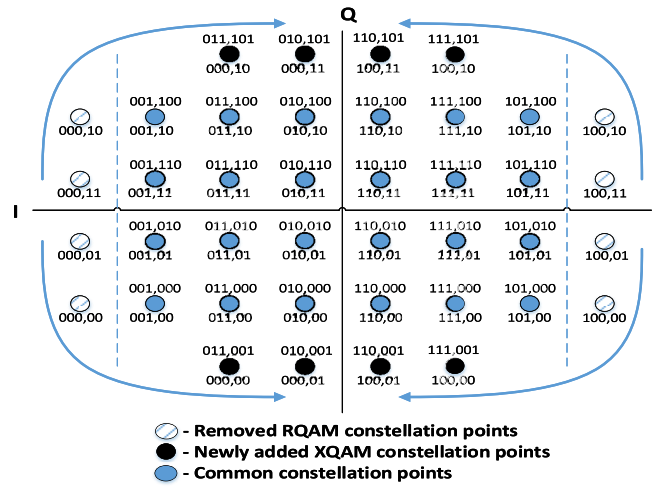 Q
011,101 010,101 110,101 111,101
000,10 000,11 100,11 100,10
001,100 011,100 010,100 110,100 111,100 101,100
000,10 001,10 011,10 010,10 110,10 111,10 101,10 100,10
001,110 011,110 010,110 110,110 111,110 101,110
000,11 001,11 011,11 010,11 110,11 111,11 101,11 100,11
I
001,010 011,010 010,010 110,010 111,010 101,010
000,01 001,01 011,01 010,01 110,01 111,01 101,01 100,01
001,000 011,000 010,000 110,000 111,000 101,000
000,00 001,00 011,00 010,00 110,00 111,00 101,00 100,00
011,001 010,001 110,001 111,001
000,00 000,01 100,01 100,00
- Removed RQAM constellation points
- Newly added XQAM constellation points
- Common constellation points